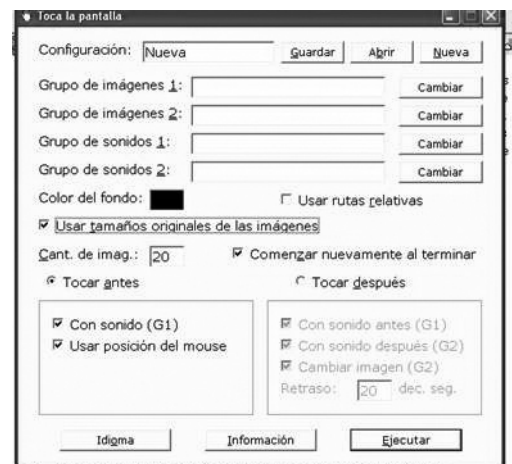 Toca la pantalla
Configuración: Nueva Guardar Abrir Nueva
Grupo de imágenes 1: Cambiar
Grupo de imágenes 2: Cambiar
Grupo de sonidos 1: Cambiar
Grupo de sonidos 2: Cambiar
Color del fondo: Usar rutas relativas
Usar tamaños originales de las imágenes
Cant. de imag.: 20 Comenzar nuevamente al terminar
Tocar antes Tocar después
Con sonido (G1) Con sonido antes (G1)
Usar posición del mouse Con sonido después (G2)
Cambiar imagen (G2)
Retraso: 20 dec. seg.
Idioma Información Ejecutar